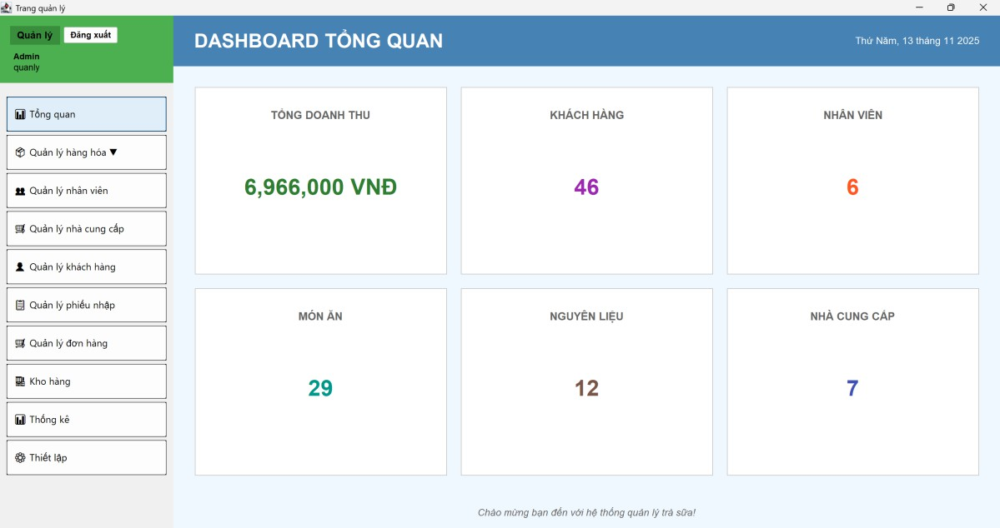 Trang quản lý
Quản lý
Đăng xuất
Admin
quanly
Tổng quan
Quản lý hàng hóa ▼
Quản lý nhân viên
Quản lý nhà cung cấp
Quản lý khách hàng
Quản lý phiếu nhập
Quản lý đơn hàng
Kho hàng
Thống kê
Thiết lập
DASHBOARD TỔNG QUAN
Thứ Năm, 13 tháng 11 2025
TỔNG DOANH THU
6,966,000 VNĐ
KHÁCH HÀNG
46
NHÂN VIÊN
6
MÓN ĂN
29
NGUYÊN LIỆU
12
NHÀ CUNG CẤP
7
Chào mừng bạn đến với hệ thống quản lý trà sữa!